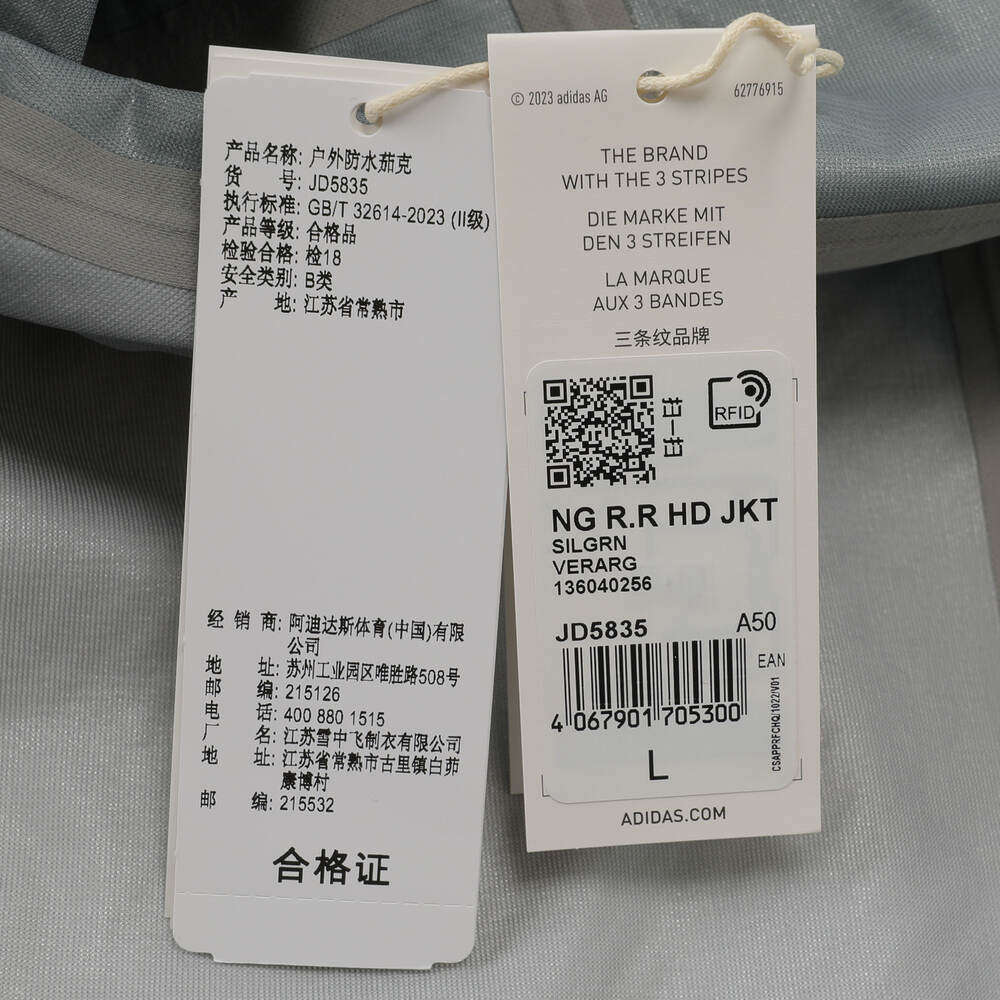 产品名称: 户外防水茄克
货 号: JD5835
执行标准: GB/T 32614-2023 (II级)
产品等级: 合格品
检验合格: 检18
安全类别: B类
产 地: 江苏省常熟市
经 销 商: 阿迪达斯体育(中国)有限
公司
地 址: 苏州工业园区唯胜路508号
邮 编: 215126
电 话: 400 880 1515
厂 名: 江苏雪中飞制衣有限公司
地 址: 江苏省常熟市古里镇白茆
康博村
邮 编: 215532
合格证
© 2023 adidas AG
62776915
THE BRAND
WITH THE 3 STRIPES
DIE MARKE MIT
DEN 3 STREIFEN
LA MARQUE
AUX 3 BANDES
三条纹品牌
扫一扫
RFID
NG R.R HD JKT
SILGRN
VERARG
136040256
JD5835
A50
EAN
4 067901 705300
CSAPPRFCHQ/1022/V01
L
ADIDAS.COM